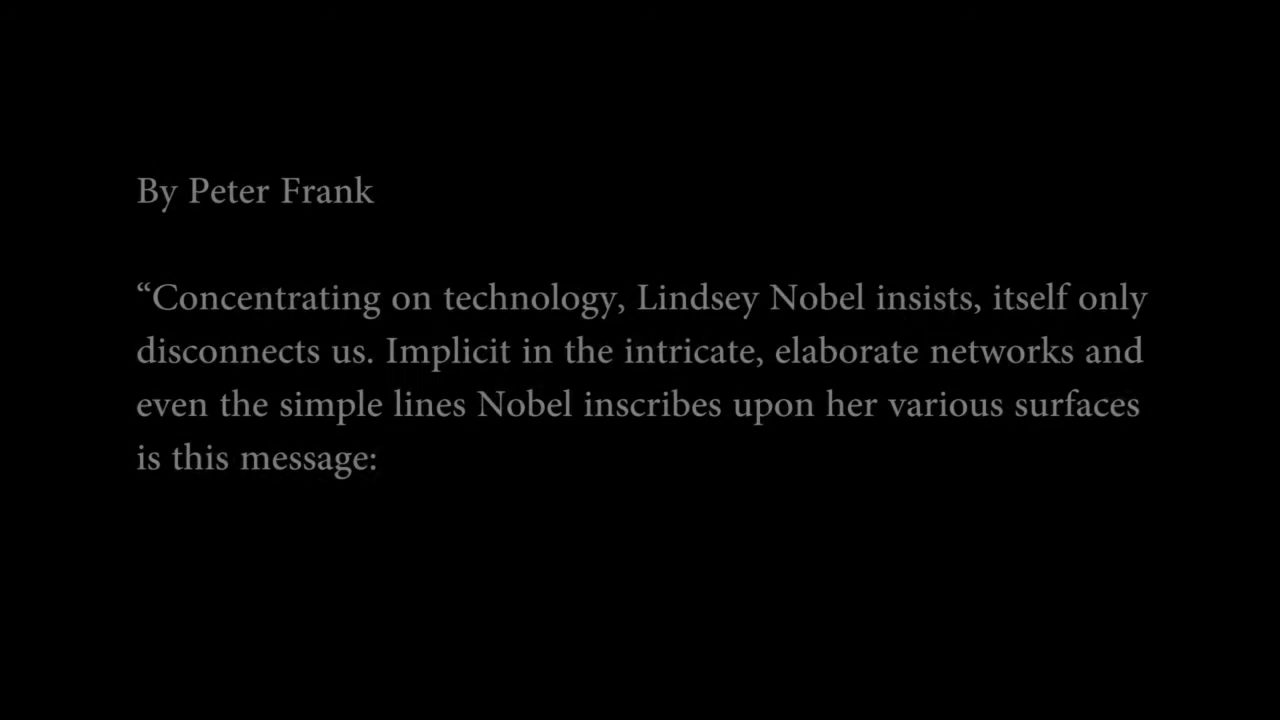 By Peter Frank
“Concentrating on technology, Lindsey Nobel insists, itself only
disconnects us. Implicit in the intricate, elaborate networks and
even the simple lines Nobel inscribes upon her various surfaces
is this message: